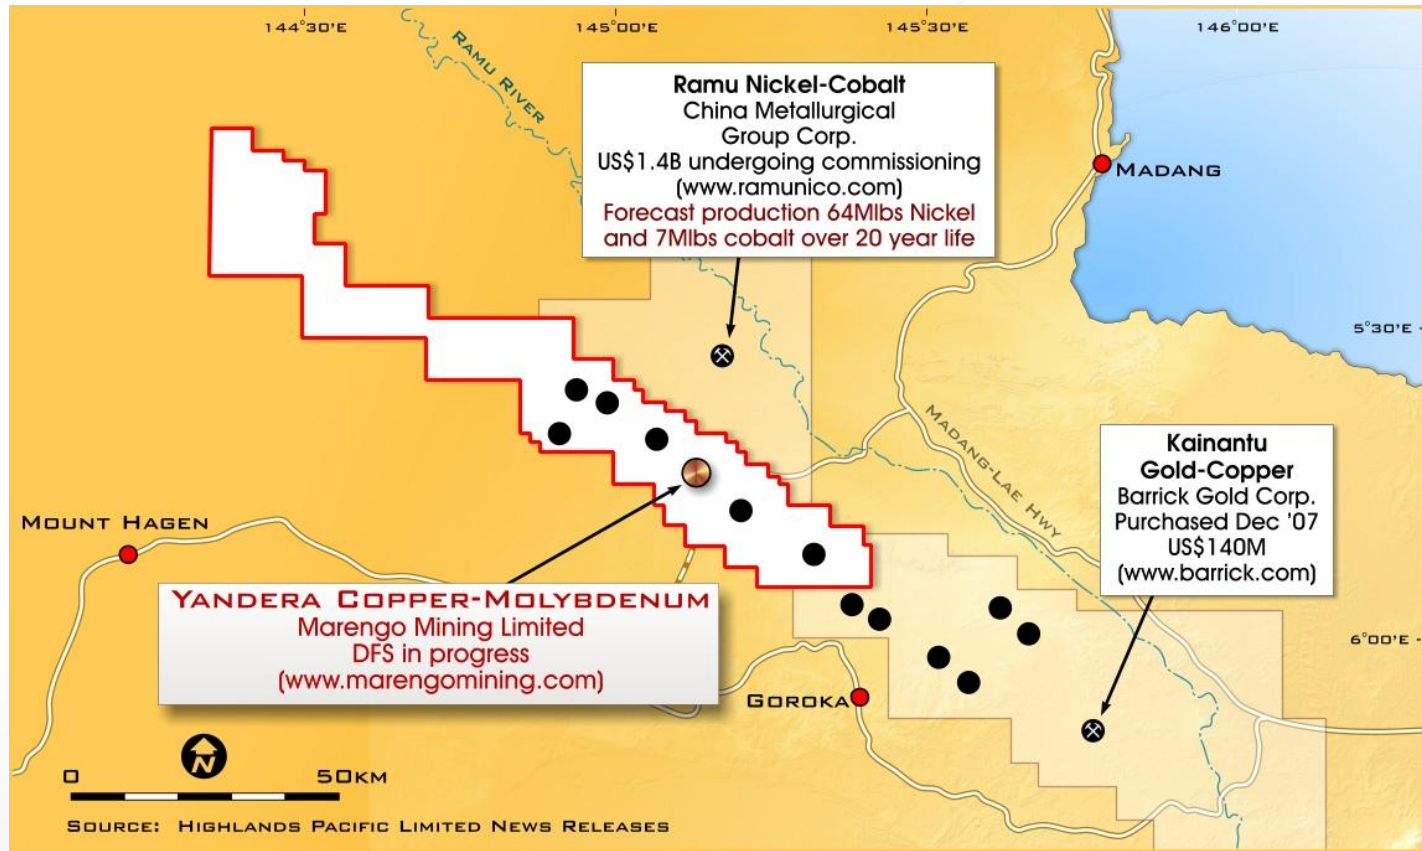 144°30'E
145°00'E
145°30'E
146°00'E
RAMU RIVER
Ramu Nickel-Cobalt
China Metallurgical
Group Corp.
US$1.4B undergoing commissioning
(www.ramunico.com)
Forecast production 64Mlbs Nickel
and 7Mlbs cobalt over 20 year life
MADANG
5°30'E -
MADANG-LAE HWY
Kainantu
Gold-Copper
Barrick Gold Corp.
Purchased Dec '07
US$140M
(www.barrick.com)
MOUNT HAGEN
YANDERA COPPER-MOLYBDENUM
Marengo Mining Limited
DFS in progress
(www.marengomining.com)
6°00'E -
GOROKA
N
0 50KM
SOURCE: HIGHLANDS PACIFIC LIMITED NEWS RELEASES